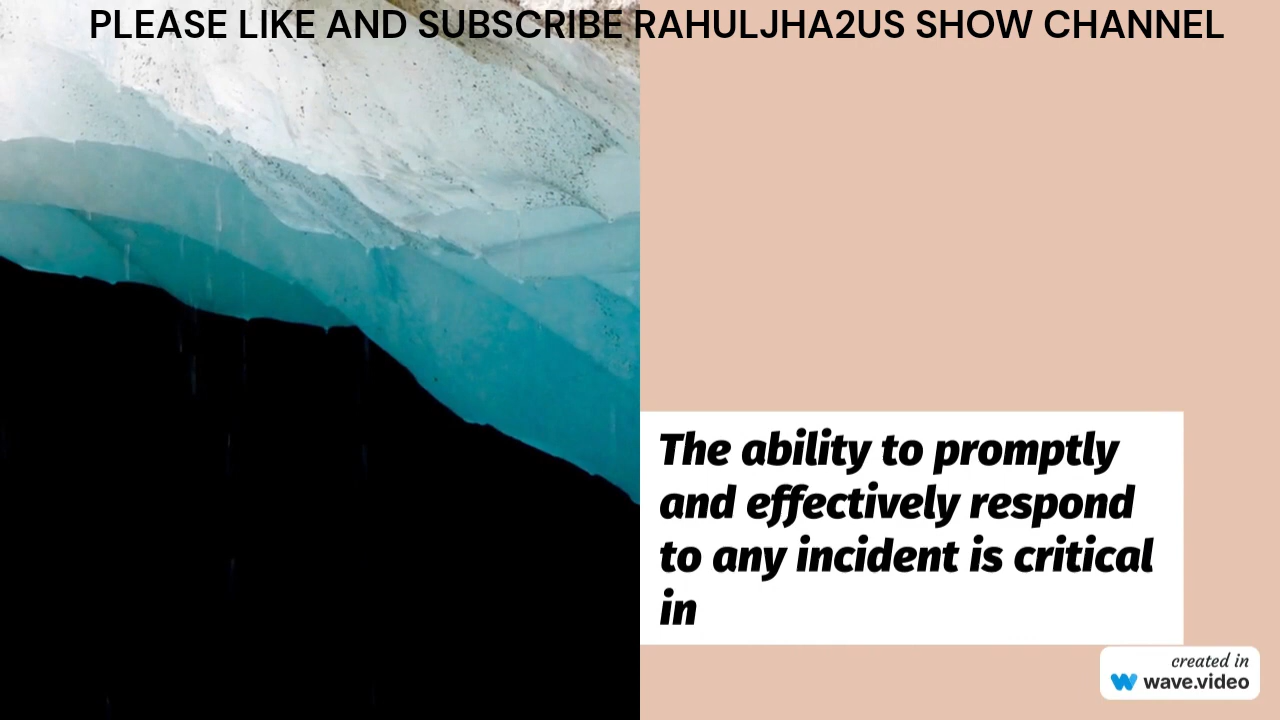 PLEASE LIKE AND SUBSCRIBE RAHULJHA2US SHOW CHANNEL
The ability to promptly
and effectively respond
to any incident is critical
in
created in
wave.video